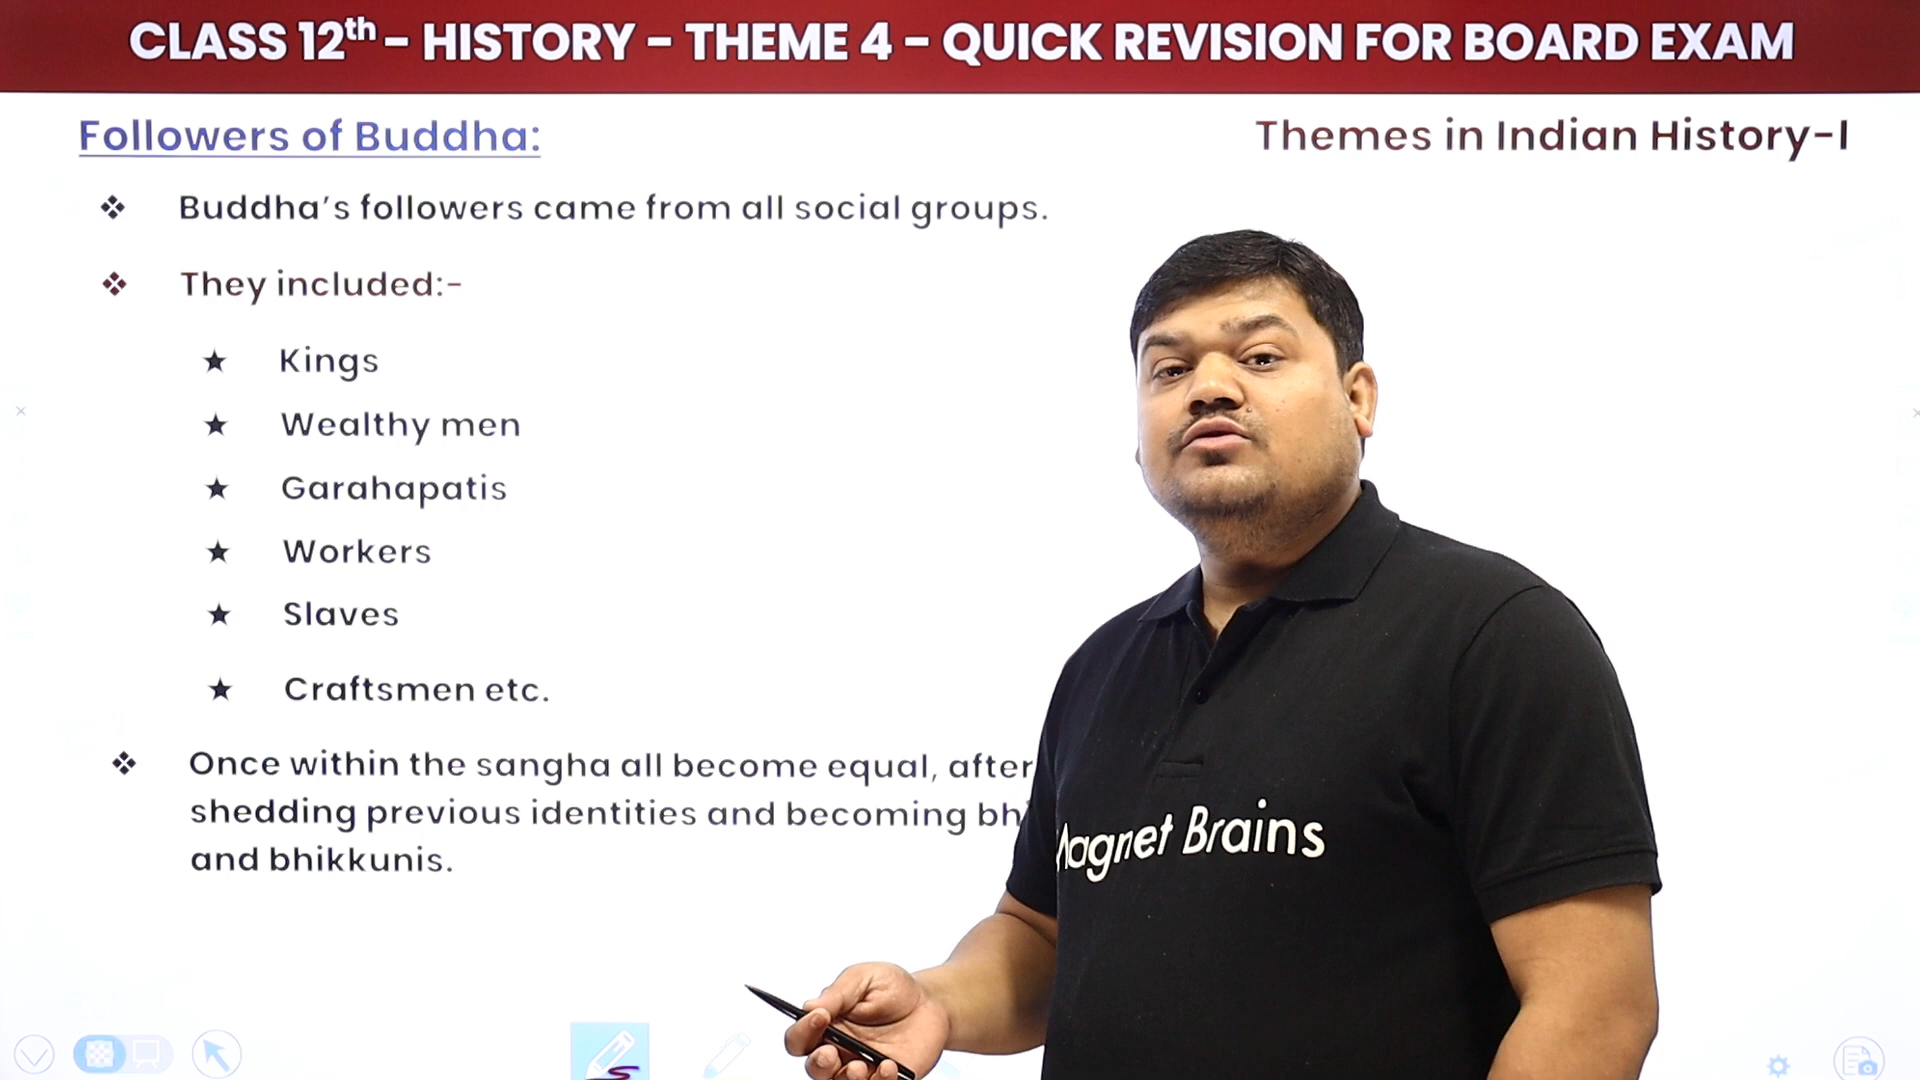 CLASS 12th - HISTORY - THEME 4 - QUICK REVISION FOR BOARD EXAM
Followers of Buddha:
Themes in Indian History-I
Buddha's followers came from all social groups.
They included:-
Kings
Wealthy men
Garahapatis
Workers
Slaves
Craftsmen etc.
Once within the sangha all become equal, after
shedding previous identities and becoming
and bhikkunis.
Magnet Brains